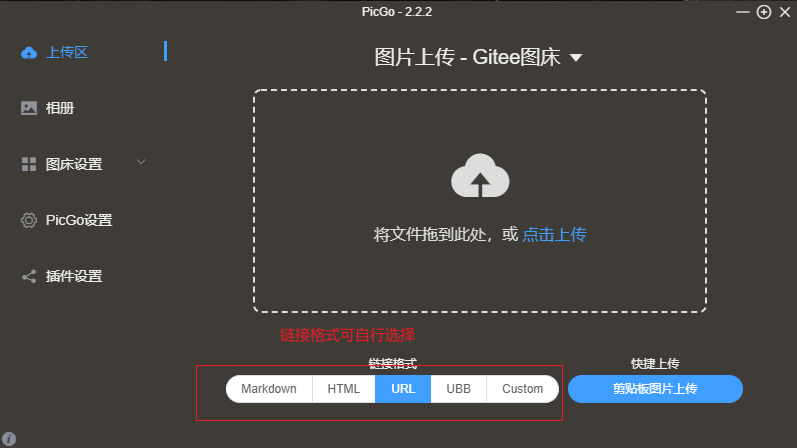 PicGo - 2.2.2
上传区
相册
图床设置
PicGo设置
插件设置
图片上传 - Gitee图床
将文件拖到此处，或 点击上传
链接格式可自行选择
链接格式
快捷上传
Markdown HTML URL UBB Custom
剪贴板图片上传